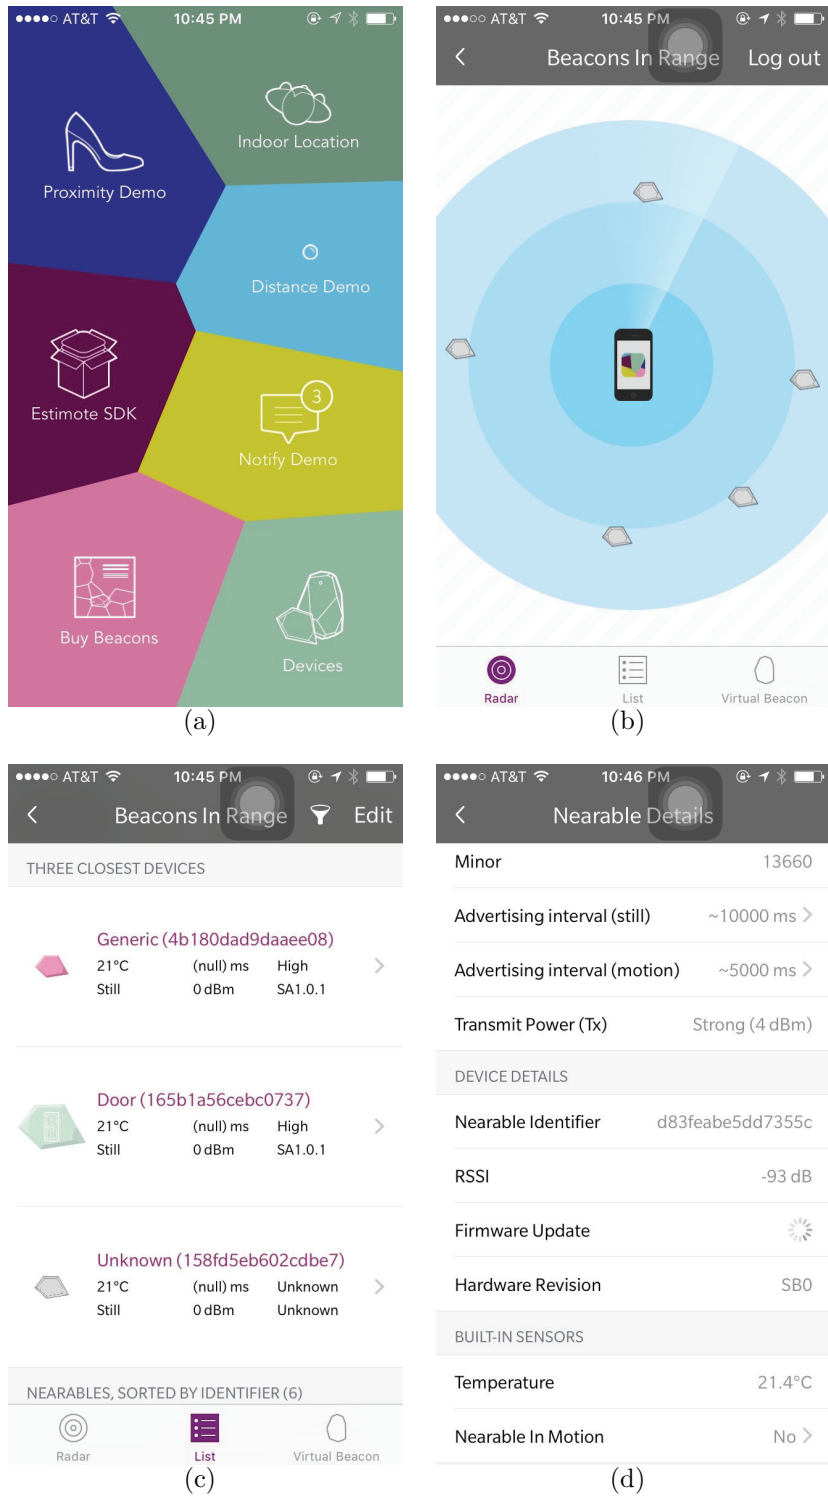 AT&T 10:45 PM
Indoor Location
Proximity Demo
Distance Demo
Estimote SDK
3
Notify Demo
Buy Beacons
Devices
(a)
AT&T 10:45 PM
Beacons In Range Log out
Radar List Virtual Beacon
(b)
AT&T 10:45 PM
Beacons In Range Edit
THREE CLOSEST DEVICES
Generic (4b180dad9daaee08)
21°C (null) ms High
Still 0 dBm SA1.0.1
Door (165b1a56cebc0737)
21°C (null) ms High
Still 0 dBm SA1.0.1
Unknown (158fd5eb602cdbe7)
21°C (null) ms Unknown
Still 0 dBm Unknown
NEARABLES, SORTED BY IDENTIFIER (6)
Radar List Virtual Beacon
(c)
AT&T 10:46 PM
Nearable Details
Minor 13660
Advertising interval (still) ~10000 ms
Advertising interval (motion) ~5000 ms
Transmit Power (Tx) Strong (4 dBm)
DEVICE DETAILS
Nearable Identifier d83feabe5dd7355c
RSSI -93 dB
Firmware Update
Hardware Revision SB0
BUILT-IN SENSORS
Temperature 21.4°C
Nearable In Motion No
(d)